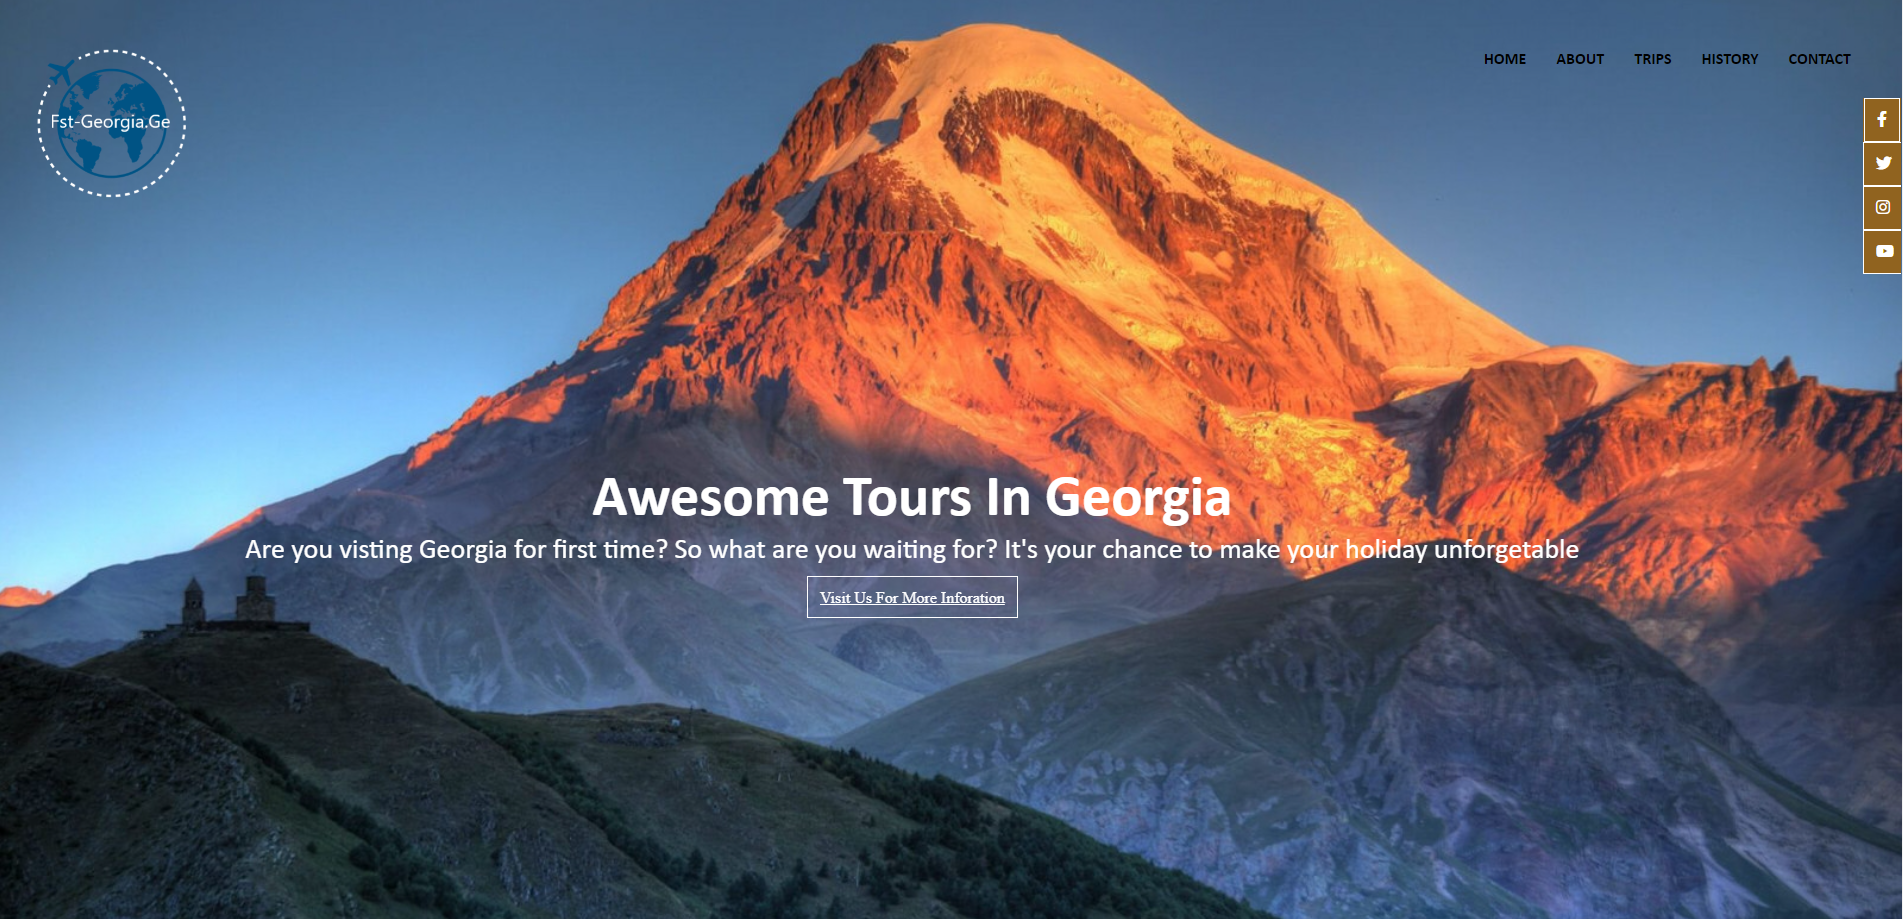 HOME ABOUT TRIPS HISTORY CONTACT
Fst-Georgia.Ge
Awesome Tours In Georgia
Are you visting Georgia for first time? So what are you waiting for? It's your chance to make your holiday unforgetable
Visit Us For More Inforation